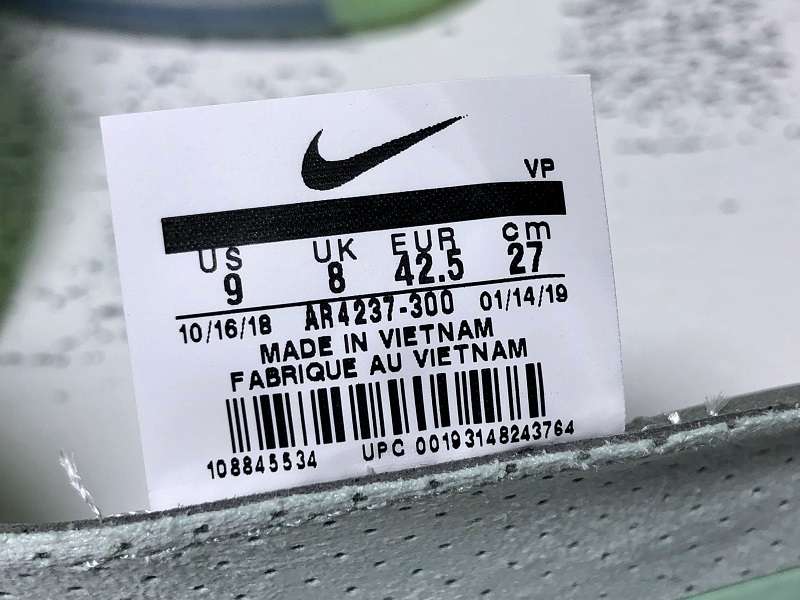 VP
US UK EUR cm
9 8 42.5 27
10/16/18 AR4237-300 01/14/19
MADE IN VIETNAM
FABRIQUE AU VIETNAM
108845534 UPC 00193148243764